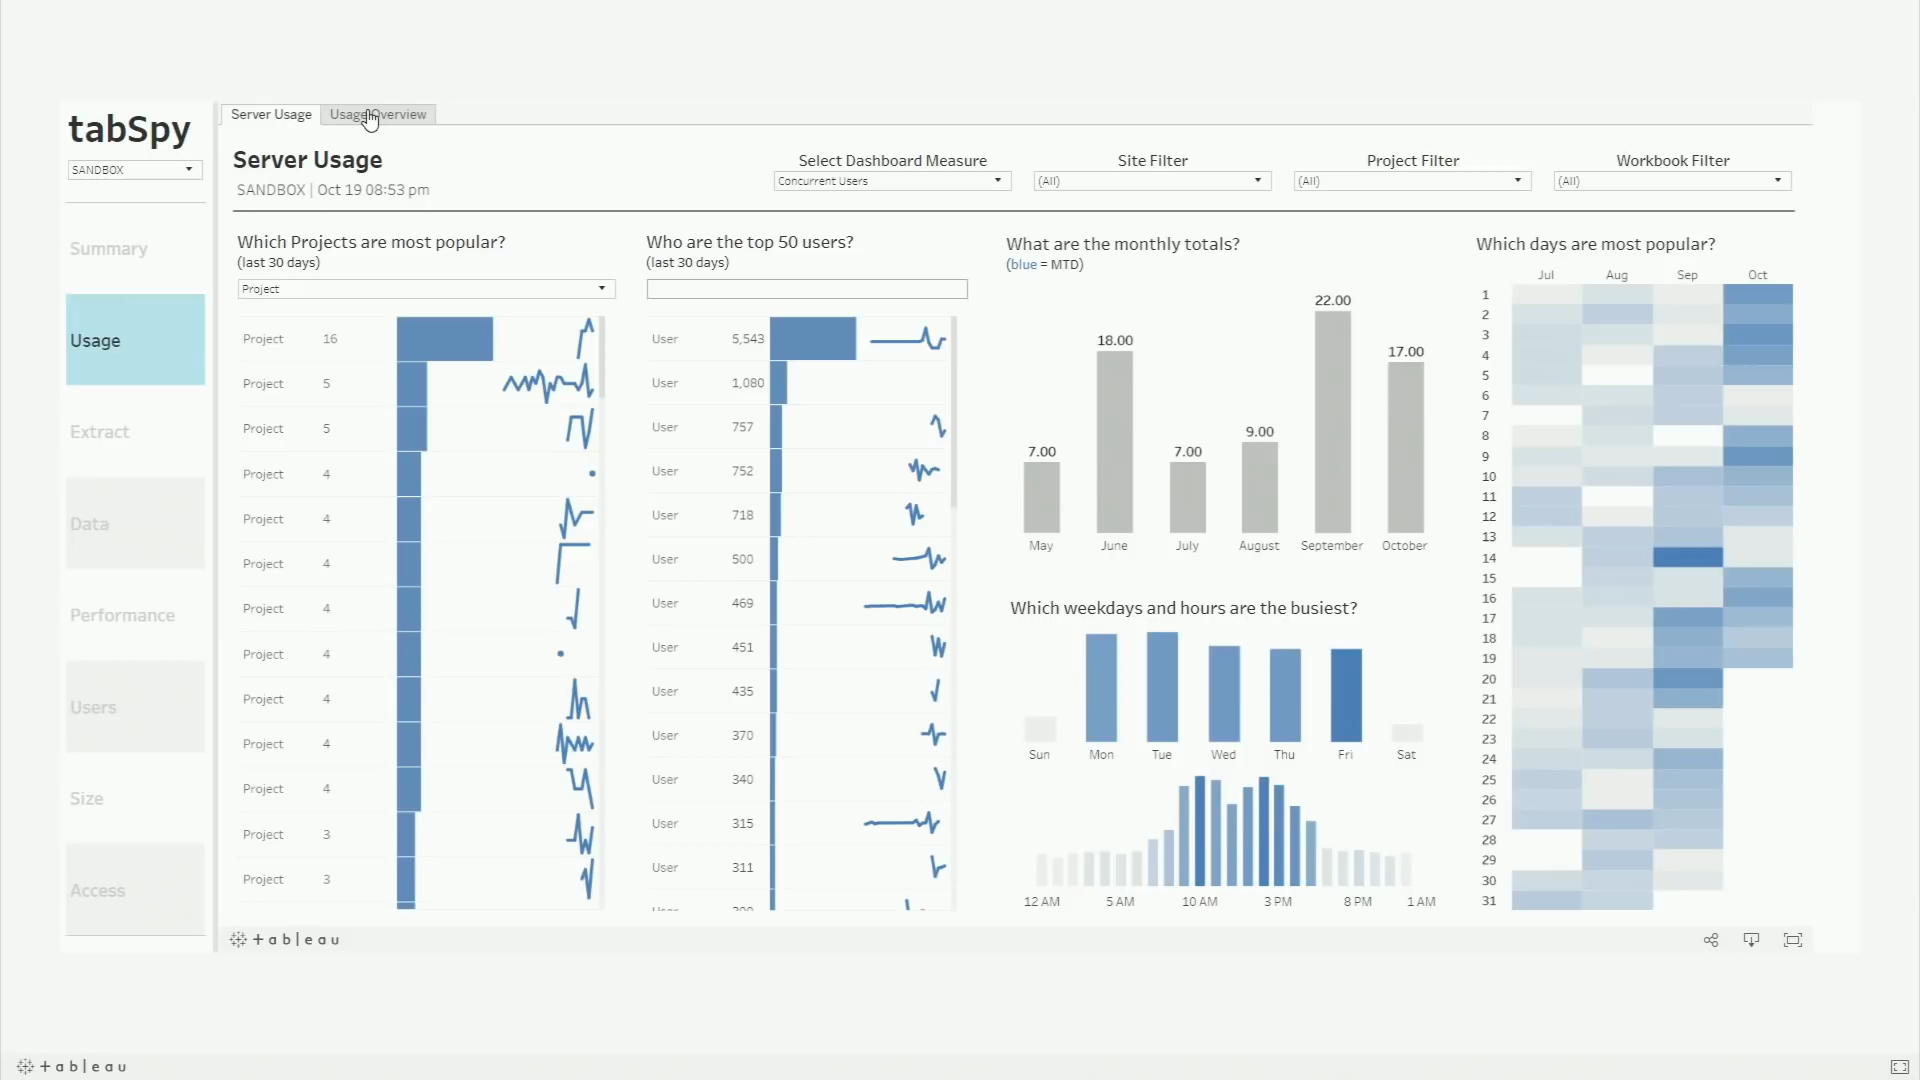 tabSpy
SANDBOX
Summary
Usage
Extract
Data
Performance
Users
Size
Access
Server Usage
Usage Overview
Server Usage
SANDBOX | Oct 19 08:53 pm
Select Dashboard Measure
Concurrent Users
Site Filter
(All)
Project Filter
(All)
Workbook Filter
(All)
Which Projects are most popular?
(last 30 days)
Project
Project 16
Project 5
Project 5
Project 4
Project 4
Project 4
Project 4
Project 4
Project 4
Project 4
Project 4
Project 3
Project 3
Who are the top 50 users?
(last 30 days)
User 5,543
User 1,080
User 757
User 752
User 718
User 500
User 469
User 451
User 435
User 370
User 340
User 315
User 311
What are the monthly totals?
(blue = MTD)
7.00 18.00 7.00 9.00 22.00 17.00
May June July August September October
Which weekdays and hours are the busiest?
Sun Mon Tue Wed Thu Fri Sat
12 AM 5 AM 10 AM 3 PM 8 PM 1 AM
Which days are most popular?
Jul Aug Sep Oct
1
2
3
4
5
6
7
8
9
10
11
12
13
14
15
16
17
18
19
20
21
22
23
24
25
26
27
28
29
30
31
+ a b l e a u
+ a b l e a u